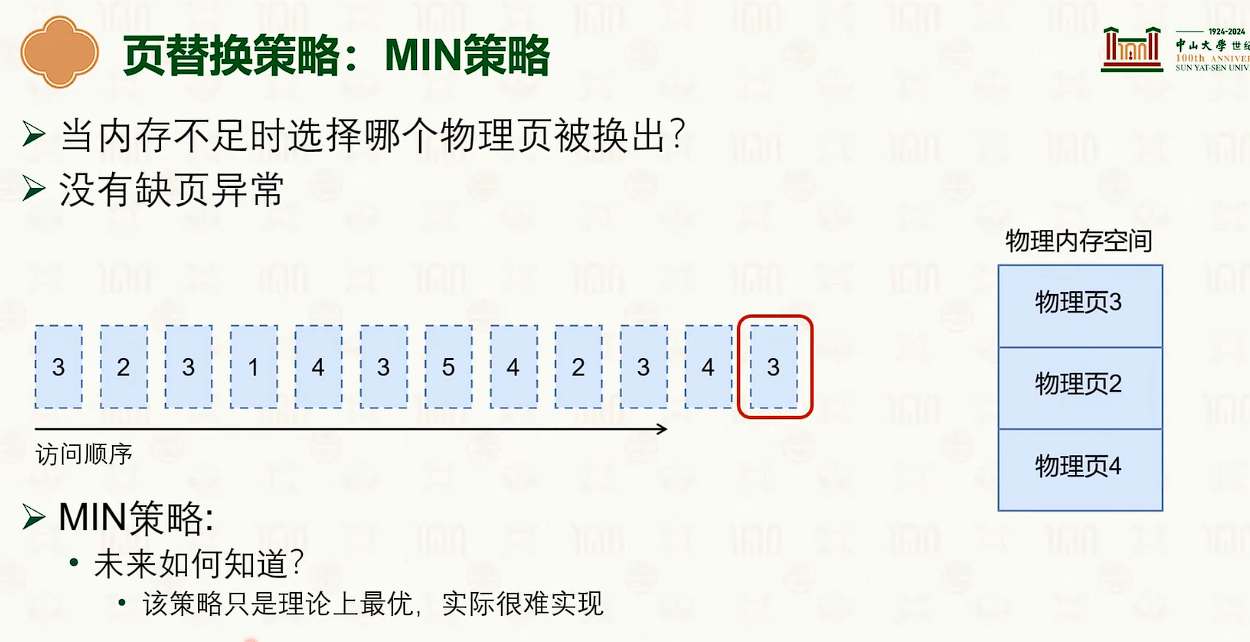 页替换策略：MIN策略
1924-2024
中山大学 世纪
100th ANNIVE
SUN YAT-SEN UNIV
当内存不足时选择哪个物理页被换出？
没有缺页异常
物理内存空间
物理页3
物理页2
物理页4
3 2 3 1 4 3 5 4 2 3 4 3
访问顺序
MIN策略:
• 未来如何知道？
• 该策略只是理论上最优，实际很难实现